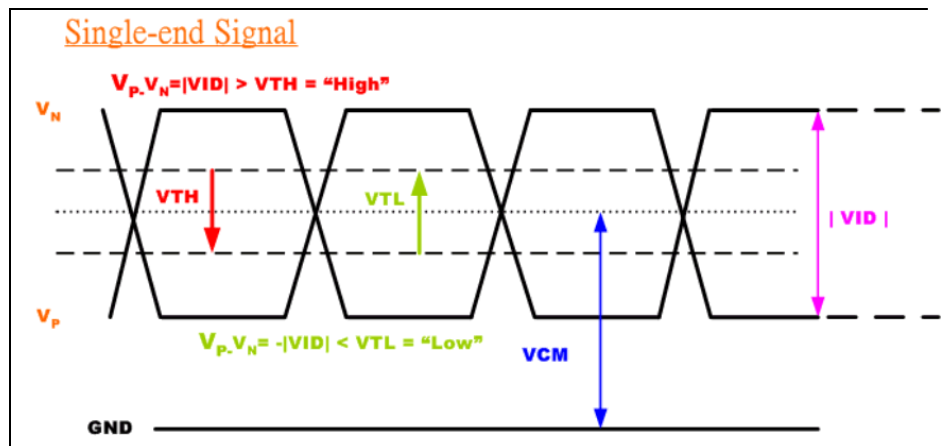 Single-end Signal
VP-VN=|VID| > VTH = “High”
VN
VTH
VTL
| VID |
VP
VP-VN= -|VID| < VTL = “Low”
VCM
GND